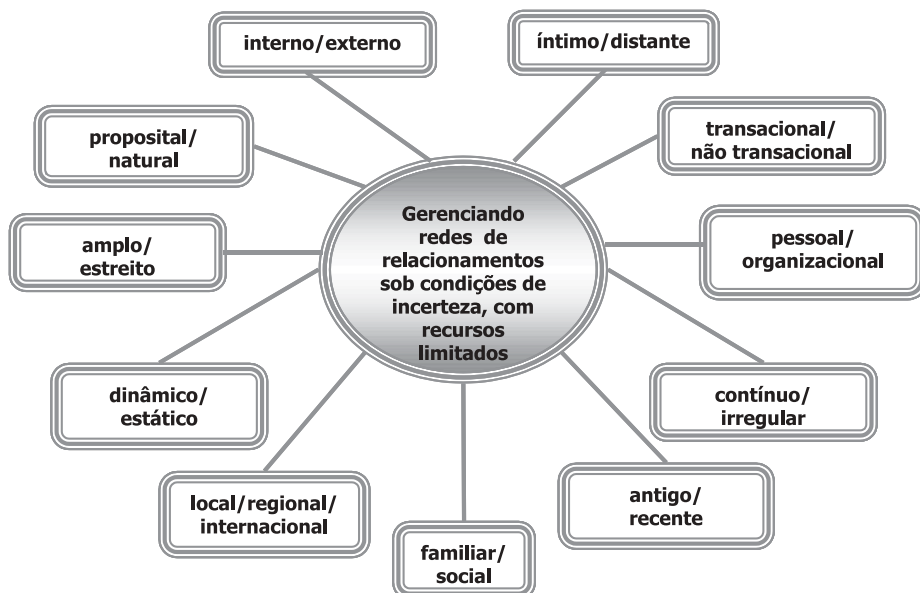 interno/externo
íntimo/distante
proposital/
natural
transacional/
não transacional
amplo/
estreito
Gerenciando
redes de
relacionamentos
sob condições de
incerteza, com
recursos
limitados
pessoal/
organizacional
dinâmico/
estático
contínuo/
irregular
local/regional/
internacional
antigo/
recente
familiar/
social